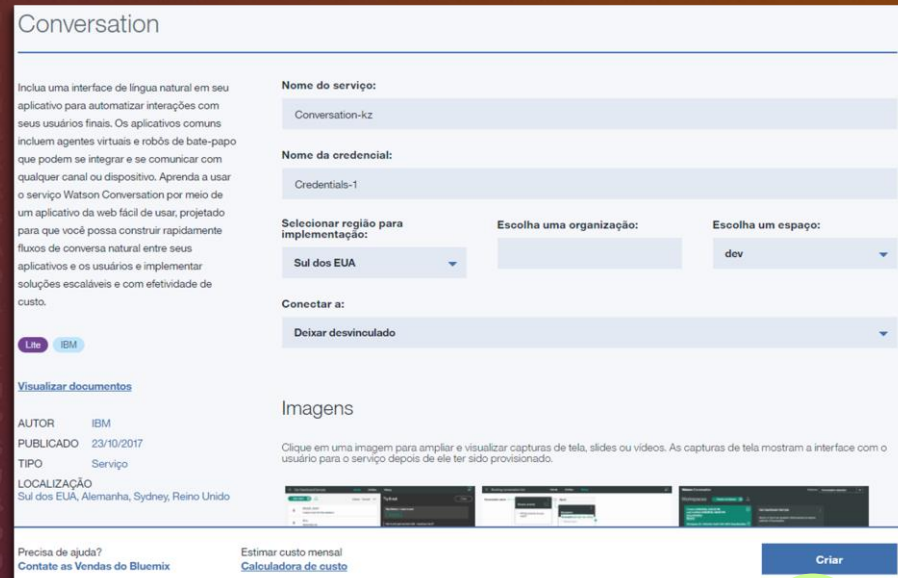 Conversation
Inclua uma interface de língua natural em seu
aplicativo para automatizar interações com
seus usuários finais. Os aplicativos comuns
incluem agentes virtuais e robôs de bate-papo
que podem se integrar e se comunicar com
qualquer canal ou dispositivo. Aprenda a usar
o serviço Watson Conversation por meio de
um aplicativo da web fácil de usar, projetado
para que você possa construir rapidamente
fluxos de conversa natural entre seus
aplicativos e os usuários e implementar
soluções escaláveis e com efetividade de
custo.
Lite IBM
Visualizar documentos
AUTOR IBM
PUBLICADO 23/10/2017
TIPO Serviço
LOCALIZAÇÃO
Sul dos EUA, Alemanha, Sydney, Reino Unido
Nome do serviço:
Conversation-kz
Nome da credencial:
Credentials-1
Selecionar região para
implementação:
Sul dos EUA
Escolha uma organização:
Escolha um espaço:
dev
Conectar a:
Deixar desvinculado
Imagens
Clique em uma imagem para ampliar e visualizar capturas de tela, slides ou vídeos. As capturas de tela mostram a interface com o
usuário para o serviço depois de ele ter sido provisionado.
Precisa de ajuda?
Contate as Vendas do Bluemix
Estimar custo mensal
Calculadora de custo
Criar